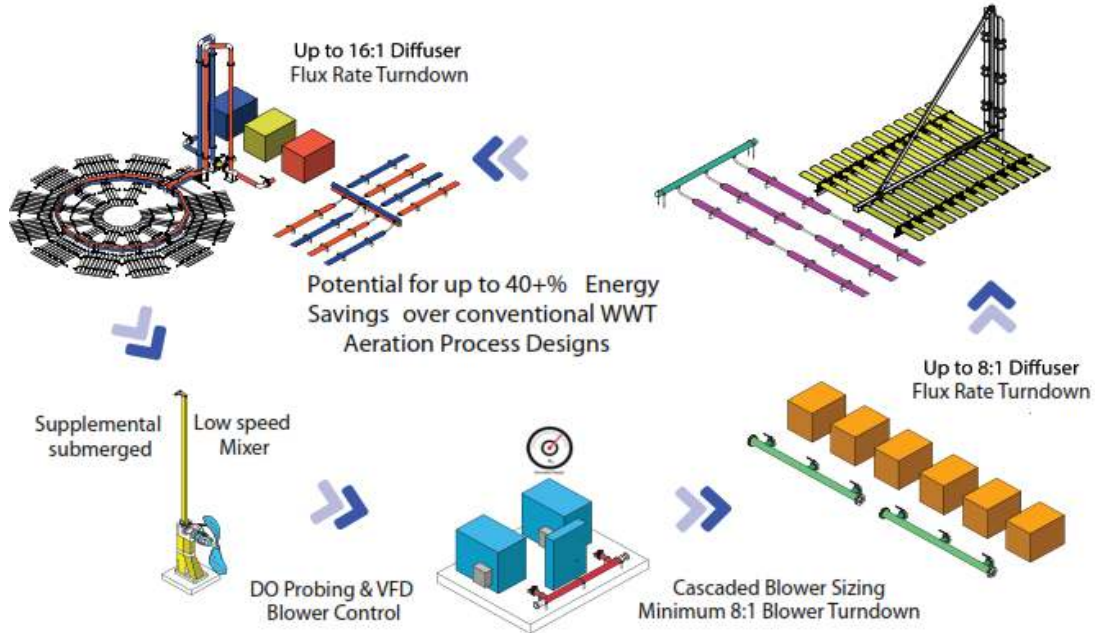 Up to 16:1 Diffuser
Flux Rate Turndown
Potential for up to 40+% Energy
Savings over conventional WWT
Aeration Process Designs
Up to 8:1 Diffuser
Flux Rate Turndown
Supplemental
submerged
Low speed
Mixer
DO Probing & VFD
Blower Control
Cascaded Blower Sizing
Minimum 8:1 Blower Turndown